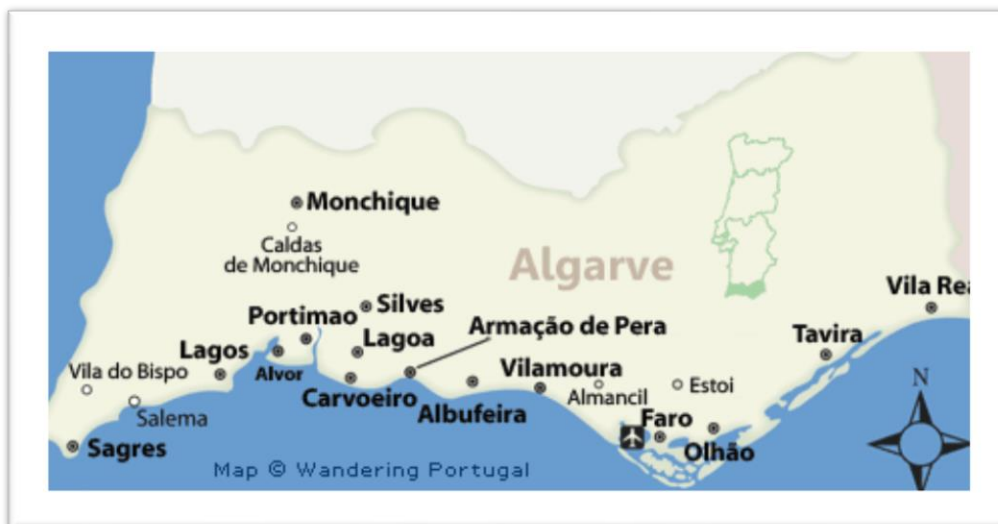 Monchique
Caldas
de Monchique
Algarve
Silves
Vila Rea
Portimao
Armação de Pera
Lagoa
Tavira
Lagos
Alvor
Vilamoura
Vila do Bispo
Carvoeiro
Almancil
Estoi
Salema
Albufeira
Faro
N
Sagres
Olhão
Map © Wandering Portugal